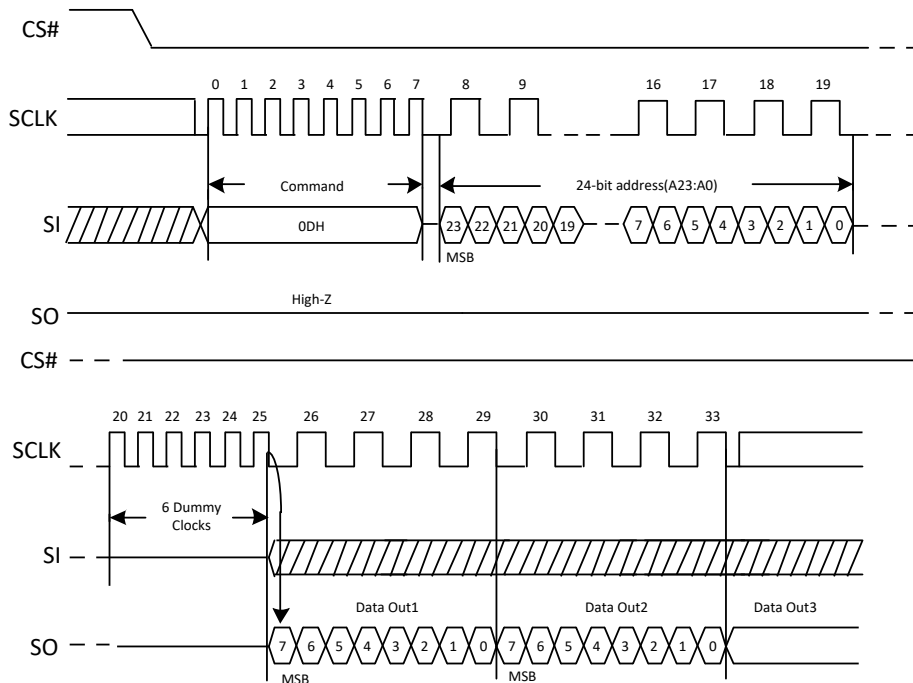 CS#
0 1 2 3 4 5 6 7 8 9 16 17 18 19
SCLK
Command
24-bit address(A23:A0)
SI
0DH
23 22 21 20 19 7 6 5 4 3 2 1 0
MSB
High-Z
SO
CS#
20 21 22 23 24 25 26 27 28 29 30 31 32 33
SCLK
6 Dummy
Clocks
SI
Data Out1 Data Out2 Data Out3
SO
7 6 5 4 3 2 1 0 7 6 5 4 3 2 1 0
MSB MSB